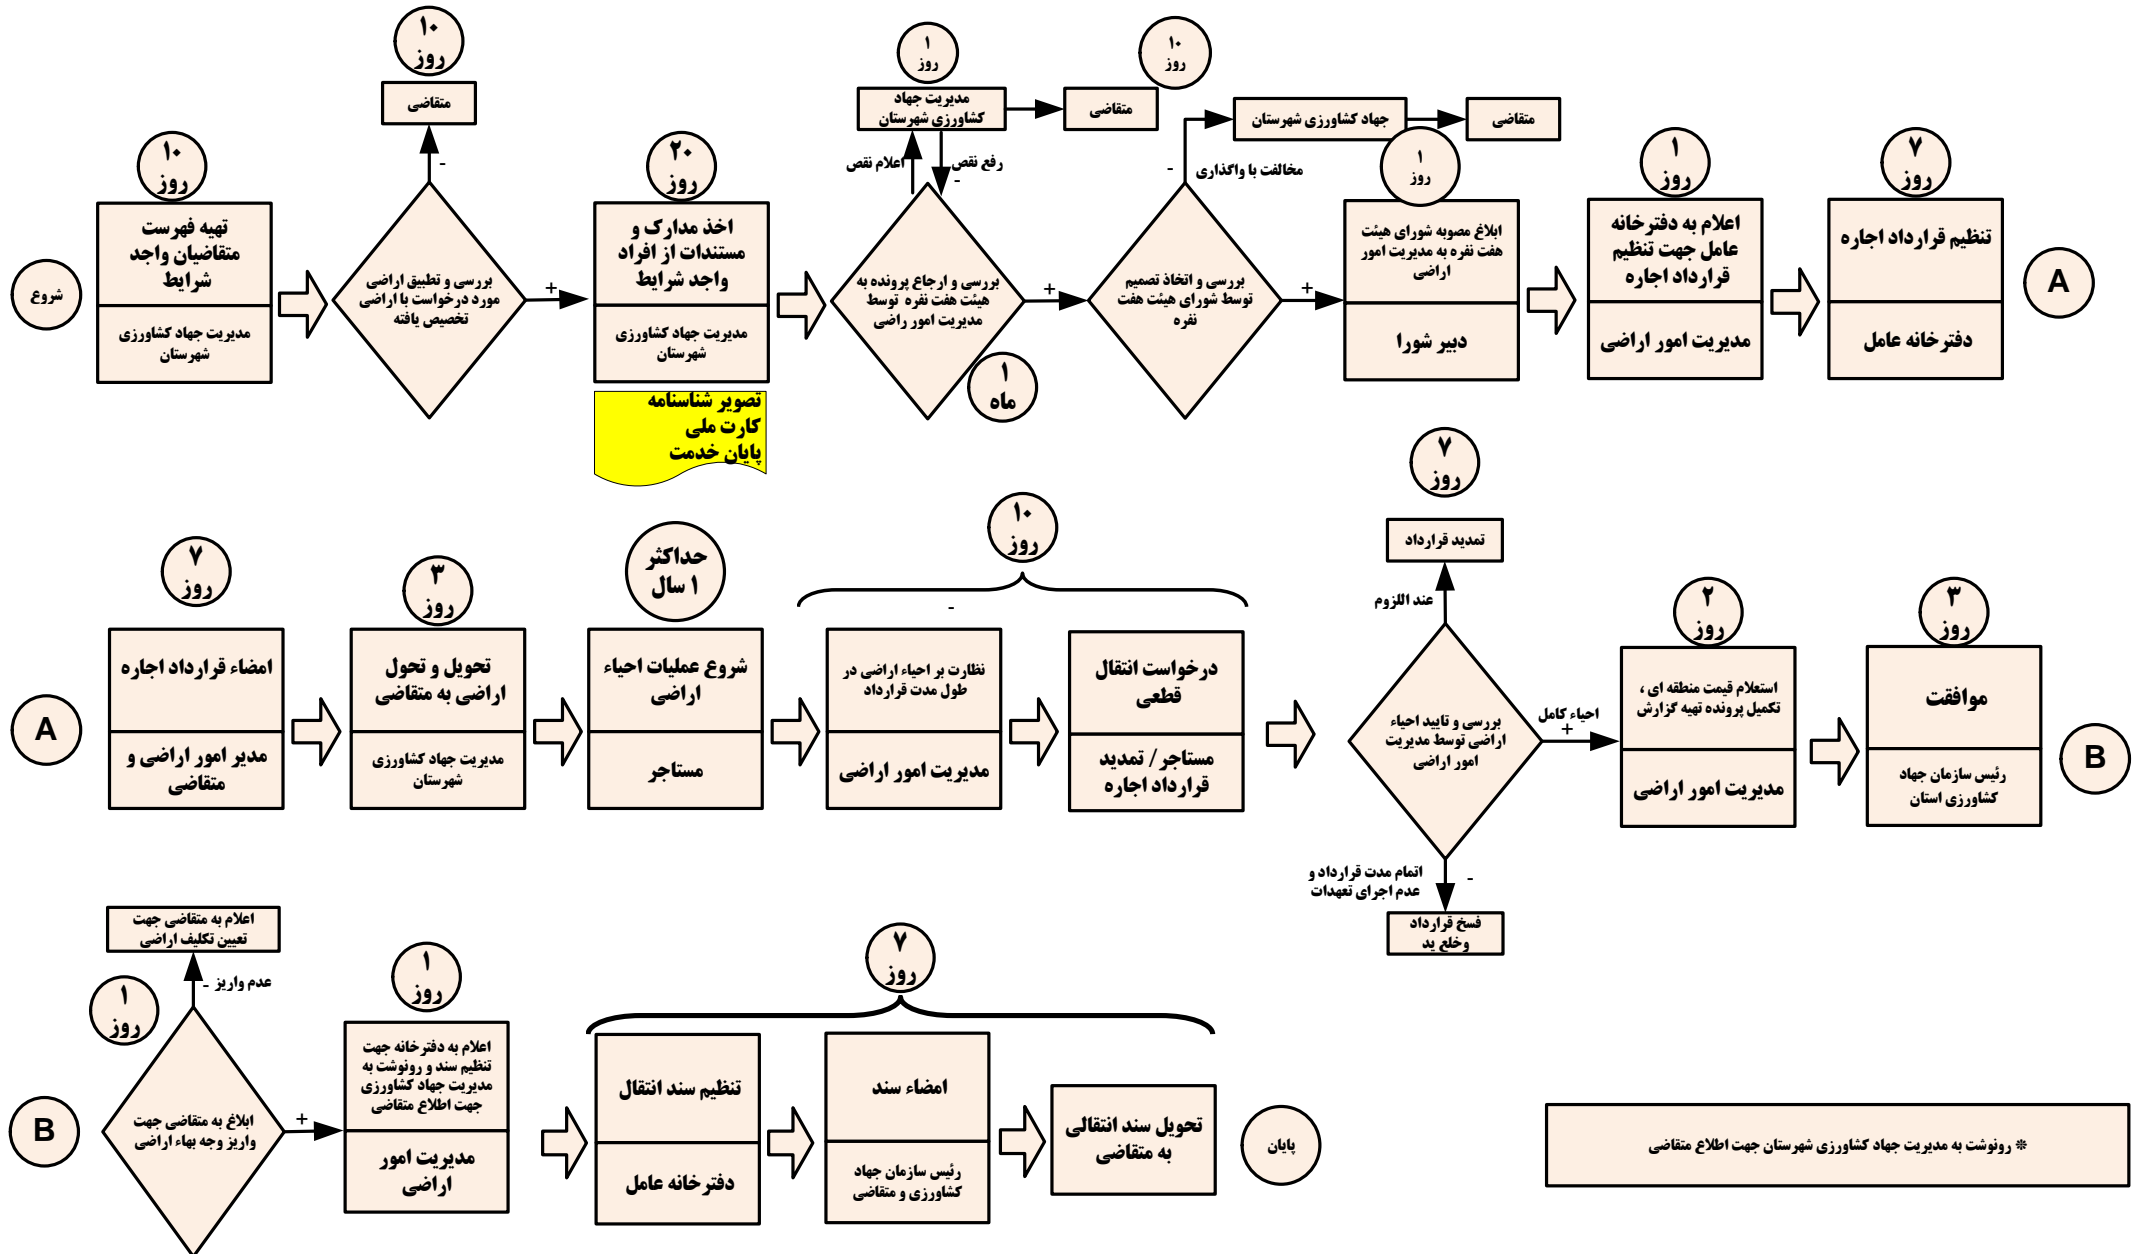 شروع
۱۰
روز
تهیه فهرست
متقاضیان واجد
شرایط
مدیریت جهاد کشاورزی
شهرستان
۱۰
روز
متقاضی
-
بررسی و تطبیق اراضی
مورد درخواست با اراضی
تخصیص یافته
+
۲۰
روز
اخذ مدارک و
مستندات از افراد
واجد شرایط
مدیریت جهاد کشاورزی
شهرستان
تصویر شناسنامه
کارت ملی
پایان خدمت
۱
روز
مدیریت جهاد
کشاورزی شهرستان
اعلام نقص
رفع نقص
-
۱۰
روز
متقاضی
بررسی و ارجاع پرونده به
هیئت هفت نفره توسط
مدیریت امور راضی
۱
ماه
+
جهاد کشاورزی شهرستان
متقاضی
-
مخالفت با واگذاری
بررسی و اتخاذ تصمیم
توسط شورای هیئت هفت
نفره
+
۱
روز
ابلاغ مصوبه شورای هیئت
هفت نفره به مدیریت امور
اراضی
دبیر شورا
۱
روز
اعلام به دفترخانه
عامل جهت تنظیم
قرارداد اجاره
مدیریت امور اراضی
۷
روز
تنظیم قرارداد اجاره
دفترخانه عامل
A
A
۷
روز
امضاء قرارداد اجاره
مدیر امور اراضی و
متقاضی
۳
روز
تحویل و تحول
اراضی به متقاضی
مدیریت جهاد کشاورزی
شهرستان
حداکثر
۱ سال
شروع عملیات احیاء
اراضی
مستاجر
۱۰
روز
-
نظارت بر احیاء اراضی در
طول مدت قرارداد
مدیریت امور اراضی
درخواست انتقال
قطعی
مستاجر/ تمدید
قرارداد اجاره
۷
روز
تمدید قرارداد
عند اللزوم
بررسی و تایید احیاء
اراضی توسط مدیریت
امور اراضی
احیاء کامل
+
اتمام مدت قرارداد و
عدم اجرای تعهدات
-
فسخ قرارداد
وخلع ید
۲
روز
استعلام قیمت منطقه ای ،
تکمیل پرونده تهیه گزارش
مدیریت امور اراضی
۳
روز
موافقت
رئیس سازمان جهاد
کشاورزی استان
B
B
اعلام به متقاضی جهت
تعیین تکلیف اراضی
عدم واریز -
۱
روز
ابلاغ به متقاضی جهت
واریز وجه بهاء اراضی
+
۱
روز
اعلام به دفترخانه جهت
تنظیم سند و رونوشت به
مدیریت جهاد کشاورزی
جهت اطلاع متقاضی
مدیریت امور
اراضی
۷
روز
تنظیم سند انتقال
دفترخانه عامل
امضاء سند
رئیس سازمان جهاد
کشاورزی و متقاضی
تحویل سند انتقالی
به متقاضی
پایان
* رونوشت به مدیریت جهاد کشاورزی شهرستان جهت اطلاع متقاضی